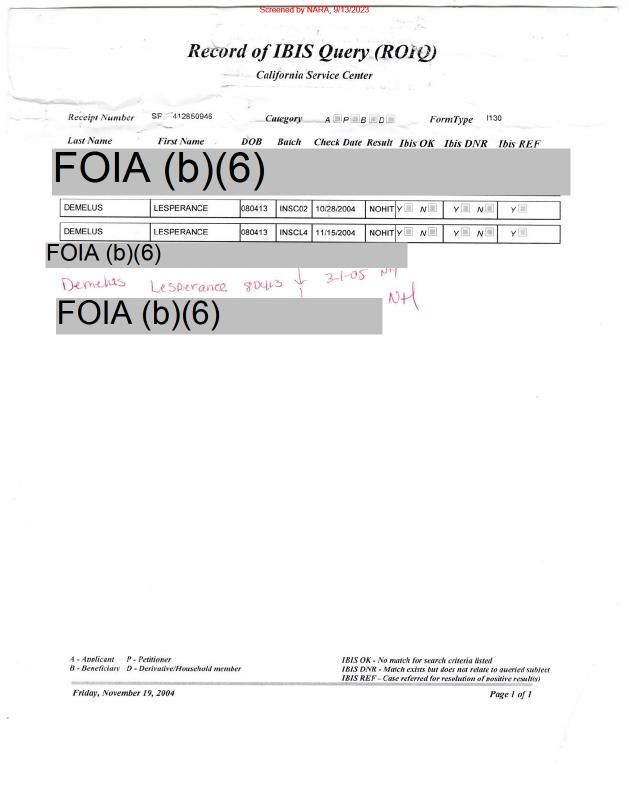 Screened by NARA, 9/13/2023
Record of IBIS Query (ROIQ)
California Service Center
Receipt Number SR 412850946 Category A P B D FormType I130
Last Name First Name DOB Batch Check Date Result Ibis OK Ibis DNR Ibis REF
FOIA (b)(6)
DEMELUS LESPERANCE 080413 INSC02 10/28/2004 NOHIT Y N Y N Y
DEMELUS LESPERANCE 080413 INSCL4 11/15/2004 NOHIT Y N Y N Y
FOIA (b)(6)
Demelus Lesperance 80413 ↓ 3-1-05 NH
NH
FOIA (b)(6)
A - Applicant P - Petitioner
B - Beneficiary D - Derivative/Household member
IBIS OK - No match for search criteria listed
IBIS DNR - Match exists but does not relate to queried subject
IBIS REF - Case referred for resolution of positive result(s)
Friday, November 19, 2004 Page 1 of 1